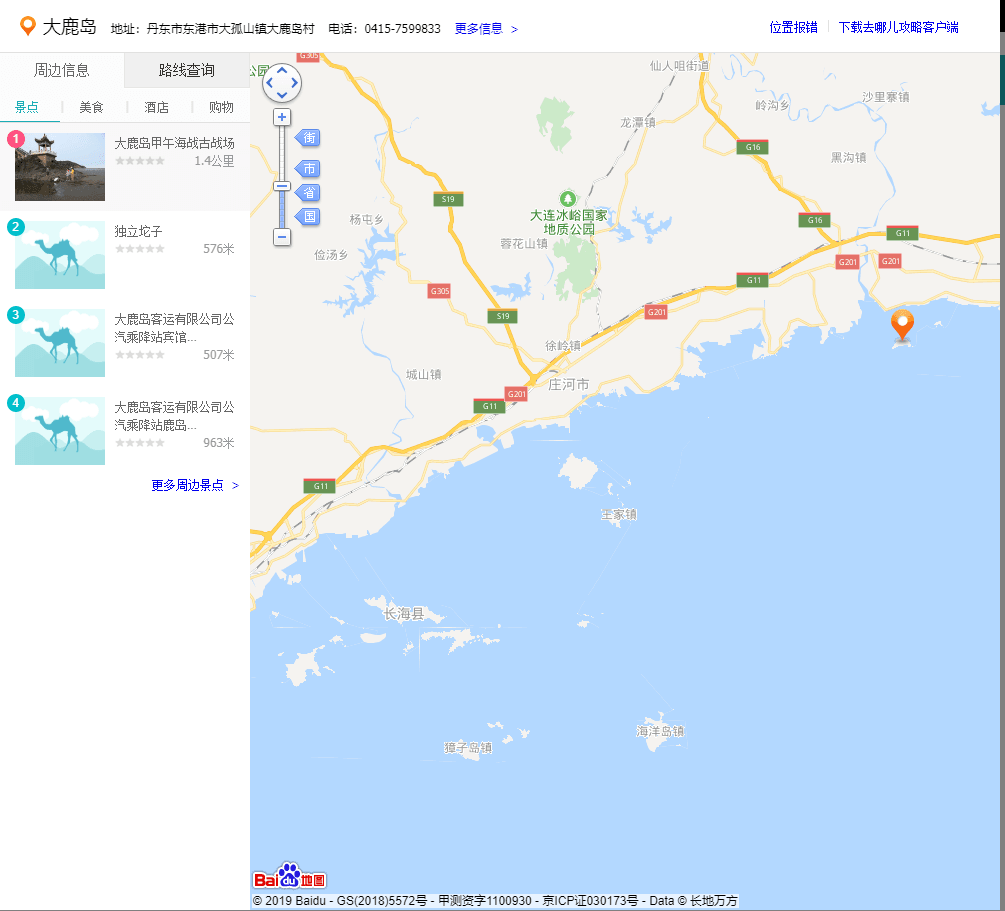 大鹿岛 地址：丹东市东港市大孤山镇大鹿岛村 电话：0415-7599833 更多信息 >
位置报错 下载去哪儿攻略客户端
周边信息 路线查询
景点 美食 酒店 购物
1
大鹿岛甲午海战古战场
1.4公里
2
独立坨子
576米
3
大鹿岛客运有限公司公
汽乘降站宾馆...
507米
4
大鹿岛客运有限公司公
汽乘降站鹿岛...
963米
更多周边景点 >
公园
G305
街
市
省
国
仙人咀街道
岭沟乡
沙里寨镇
龙潭镇
G16
黑沟镇
S19
杨屯乡
大连冰峪国家
地质公园
G16
G11
蓉花山镇
俭汤乡
G201
G201
G11
G305
G201
S19
徐岭镇
城山镇
庄河市
G201
G11
G11
王家镇
长海县
海洋岛镇
獐子岛镇
Bai du 地图
© 2019 Baidu - GS(2018)5572号 - 甲测资字1100930 - 京ICP证030173号 - Data © 长地万方